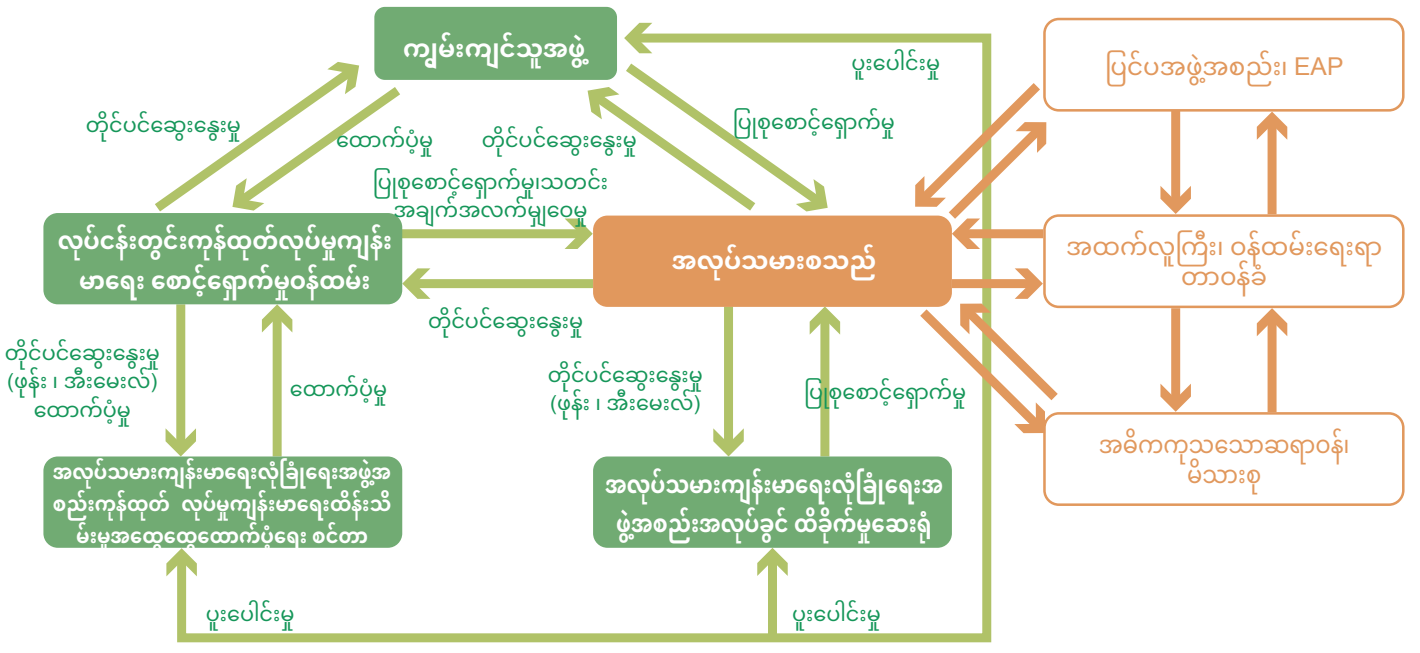 ကျွမ်းကျင်သူအဖွဲ့
ပူးပေါင်းမှု
ပြင်ပအဖွဲ့အစည်း၊ EAP
တိုင်ပင်ဆွေးနွေးမှု
ထောက်ပံ့မှု
တိုင်ပင်ဆွေးနွေးမှု
ပြုစုစောင့်ရှောက်မှု
ပြုစုစောင့်ရှောက်မှု၊သတင်း
အချက်အလက်မျှဝေမှု
လုပ်ငန်းတွင်းကုန်ထုတ်လုပ်မှုကျန်း
မာရေး စောင့်ရှောက်မှုဝန်ထမ်း
အလုပ်သမားစသည်
အထက်လူကြီး၊ ဝန်ထမ်းရေးရာ
တာဝန်ခံ
တိုင်ပင်ဆွေးနွေးမှု
တိုင်ပင်ဆွေးနွေးမှု
(ဖုန်း ၊ အီးမေးလ်)
ထောက်ပံ့မှု
ထောက်ပံ့မှု
တိုင်ပင်ဆွေးနွေးမှု
(ဖုန်း ၊ အီးမေးလ်)
ပြုစုစောင့်ရှောက်မှု
အဓိကကုသသောဆရာဝန်၊
မိသားစု
အလုပ်သမားကျန်းမာရေးလုံခြုံရေးအဖွဲ့အ
စည်းကုန်ထုတ် လုပ်မှုကျန်းမာရေးထိန်းသိ
မ်းမှုအထွေထွေထောက်ပံ့ရေး စင်တာ
အလုပ်သမားကျန်းမာရေးလုံခြုံရေးအ
ဖွဲ့အစည်းအလုပ်ခွင် ထိခိုက်မှုဆေးရုံ
ပူးပေါင်းမှု
ပူးပေါင်းမှု